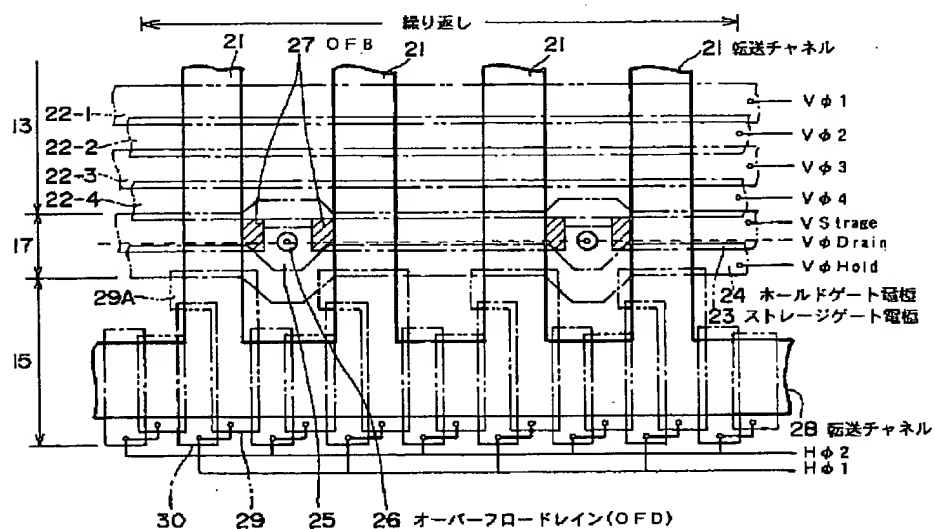 繰り返し
21
27 OFB
21
21
21 転送チャネル
22-1
22-2
22-3
22-4
13
17
15
Vφ1
Vφ2
Vφ3
Vφ4
VStrage
VφDrain
VφHold
29A
24 ホールドゲート電極
23 ストレージゲート電極
28 転送チャネル
Hφ2
Hφ1
30
29
25
26 オーバーフロードレイン(OFD)